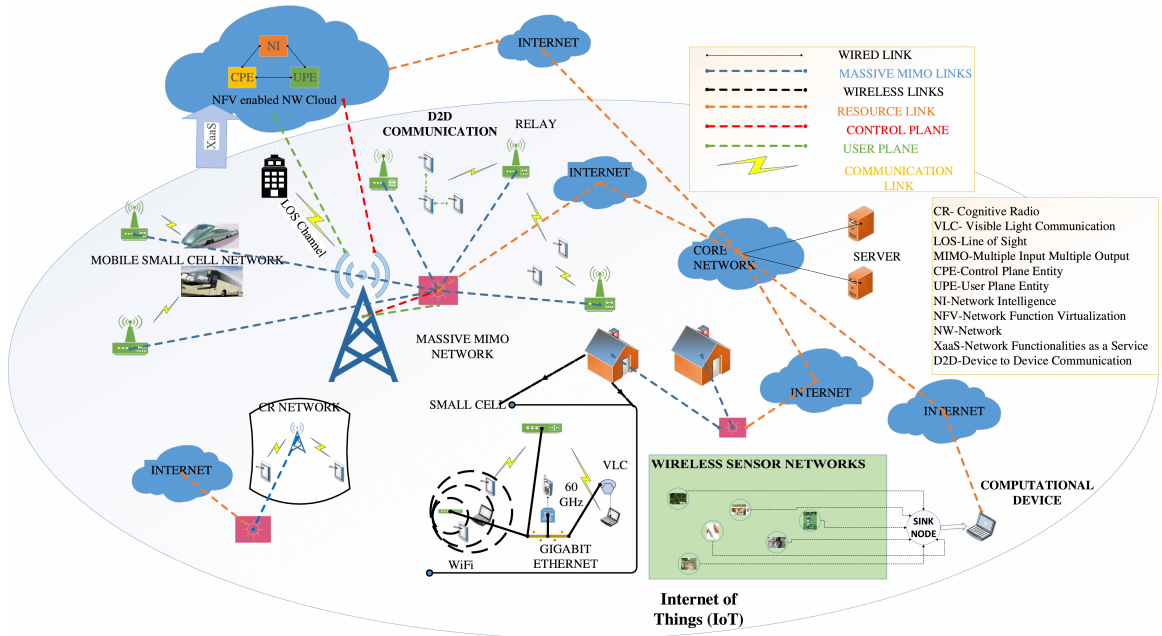 NI
CPE
UPE
NFV enabled NW Cloud
XaaS
INTERNET
D2D
COMMUNICATION
RELAY
LOS Channel
INTERNET
WIRED LINK
MASSIVE MIMO LINKS
WIRELESS LINKS
RESOURCE LINK
CONTROL PLANE
USER PLANE
COMMUNICATION
LINK
MOBILE SMALL CELL NETWORK
CORE
NETWORK
SERVER
CR- Cognitive Radio
VLC- Visible Light Communication
LOS-Line of Sight
MIMO-Multiple Input Multiple Output
CPE-Control Plane Entity
UPE-User Plane Entity
NI-Network Intelligence
NFV-Network Function Virtualization
NW-Network
XaaS-Network Functionalities as a Service
D2D-Device to Device Communication
MASSIVE MIMO
NETWORK
SMALL CELL
INTERNET
INTERNET
CR NETWORK
INTERNET
VLC
60
GHz
WiFi
GIGABIT
ETHERNET
WIRELESS SENSOR NETWORKS
SINK
NODE
COMPUTATIONAL
DEVICE
Internet of
Things (IoT)